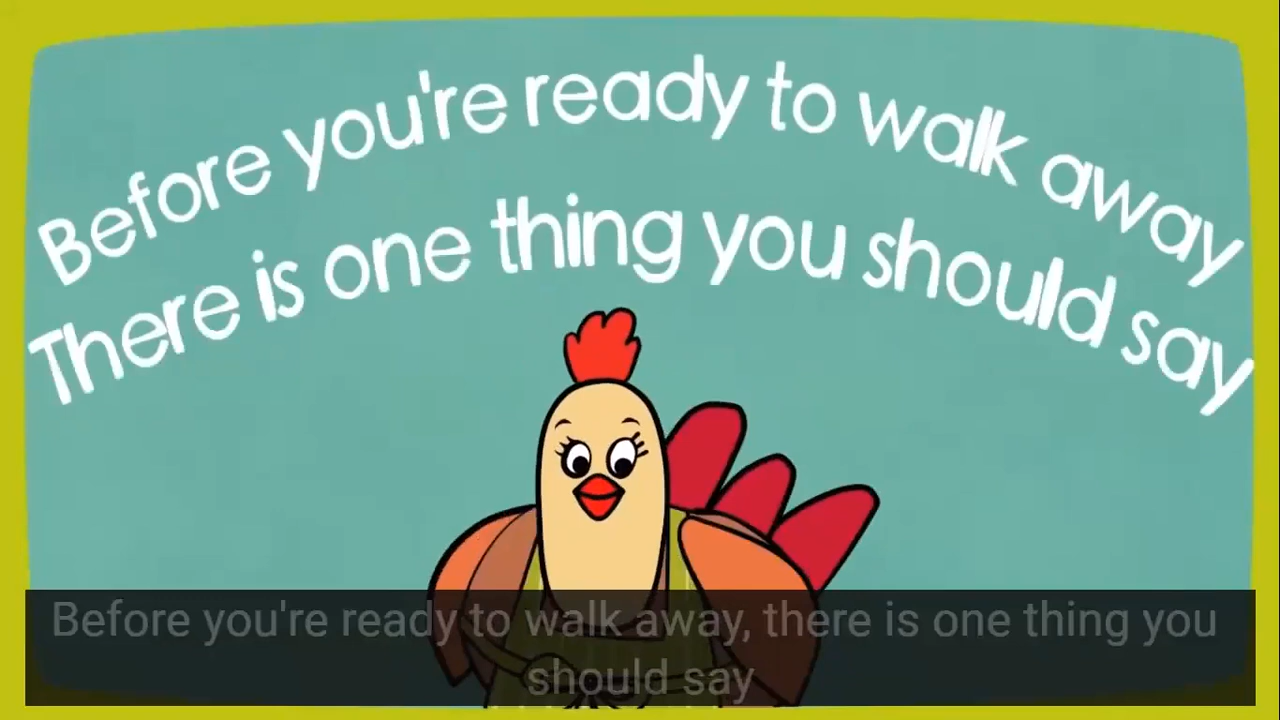 Before you're ready to walk away
There is one thing you should say
Before you're ready to walk away, there is one thing you
should say